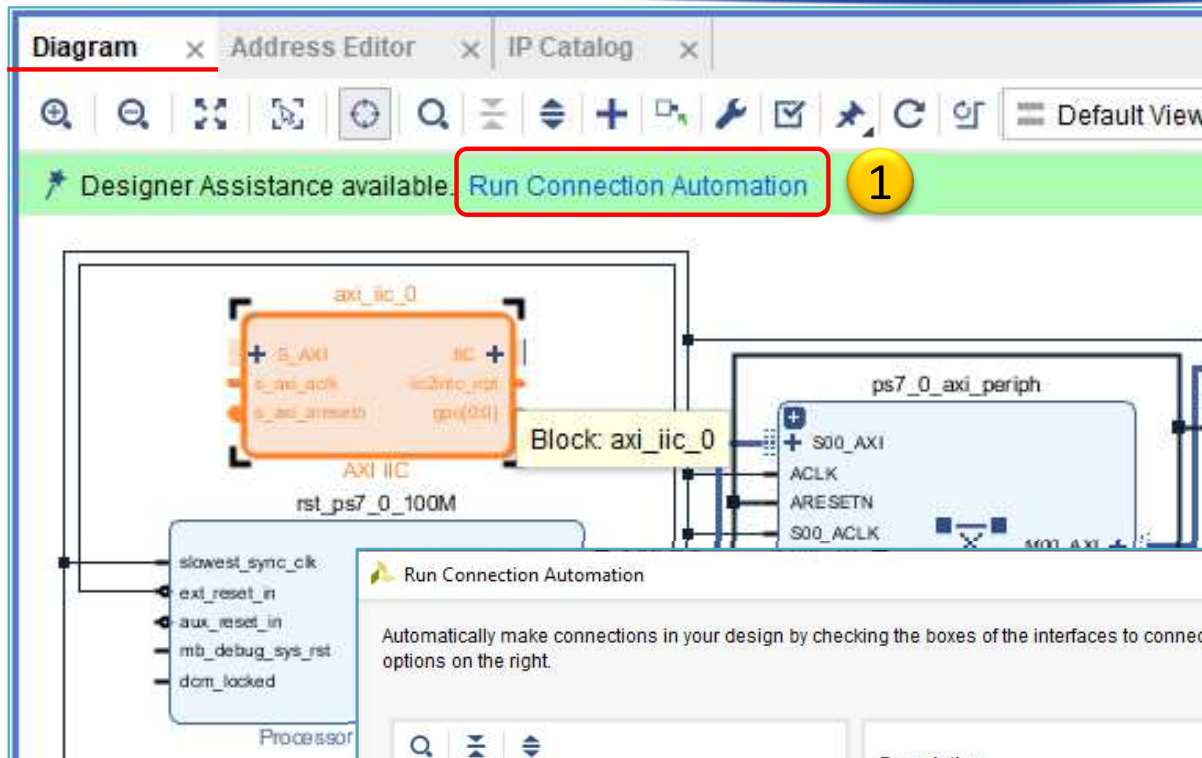 Diagram Address Editor IP Catalog
Default View
Designer Assistance available. Run Connection Automation
1
axi_iic_0
S_AXI IIC
s_axi_aclk iic2intc_irpt
s_axi_aresetn gpo[0:0]
Block: axi_iic_0
AXI IIC
ps7_0_axi_periph
S00_AXI
ACLK
ARESETN
S00_ACLK
M00_AXI
rst_ps7_0_100M
slowest_sync_clk
ext_reset_in
aux_reset_in
mb_debug_sys_rst
dcm_locked
Processor
Run Connection Automation
Automatically make connections in your design by checking the boxes of the interfaces to connec
options on the right.